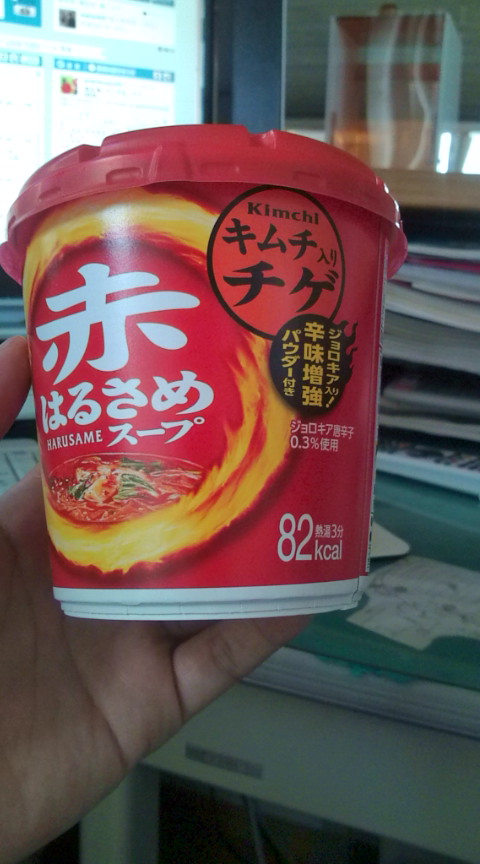 Kimchi
キムチ入り
チゲ
赤
はるさめ
HARUSAME スープ
ジョロキア入り!
辛味増強
パウダー付き
ジョロキア唐辛子
0.3%使用
熱湯3分
82kcal